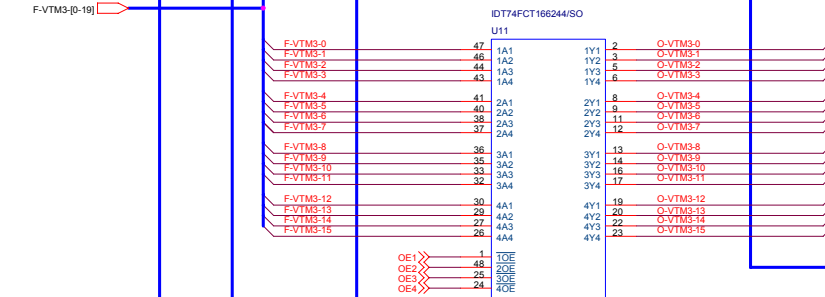 IDT74FCT166244/SO
F-VTM3-[0-19]
U11
F-VTM3-0 47 1A1 1Y1 2 O-VTM3-0
F-VTM3-1 46 1A2 1Y2 3 O-VTM3-1
F-VTM3-2 44 1A3 1Y3 5 O-VTM3-2
F-VTM3-3 43 1A4 1Y4 6 O-VTM3-3
F-VTM3-4 41 2A1 2Y1 8 O-VTM3-4
F-VTM3-5 40 2A2 2Y2 9 O-VTM3-5
F-VTM3-6 38 2A3 2Y3 11 O-VTM3-6
F-VTM3-7 37 2A4 2Y4 12 O-VTM3-7
F-VTM3-8 36 3A1 3Y1 13 O-VTM3-8
F-VTM3-9 35 3A2 3Y2 14 O-VTM3-9
F-VTM3-10 33 3A3 3Y3 16 O-VTM3-10
F-VTM3-11 32 3A4 3Y4 17 O-VTM3-11
F-VTM3-12 30 4A1 4Y1 19 O-VTM3-12
F-VTM3-13 29 4A2 4Y2 20 O-VTM3-13
F-VTM3-14 27 4A3 4Y3 22 O-VTM3-14
F-VTM3-15 26 4A4 4Y4 23 O-VTM3-15
OE1 1 1OE
OE2 48 2OE
OE3 25 3OE
OE4 24 4OE